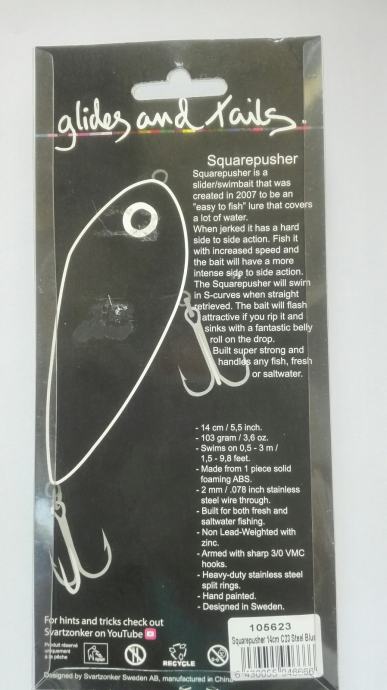 glides and tails.
Squarepusher
Squarepusher is a
slider/swimbait that was
created in 2007 to be an
"easy to fish" lure that covers
a lot of water.
When jerked it has a hard
side to side action. Fish it
with increased speed and
the bait will have a more
intense side to side action.
The Squarepusher will swim
in S-curves when straight
retrieved. The bait will flash
attractive if you rip it and
sinks with a fantastic belly
roll on the drop.
Built super strong and
handles any fish, fresh
or saltwater.
- 14 cm / 5,5 inch.
- 103 gram / 3,6 oz.
- Swims on 0,5 - 3 m /
1,5 - 9,8 feet.
- Made from 1 piece solid
foaming ABS.
- 2 mm / .078 inch stainless
steel wire through.
- Built for both fresh and
saltwater fishing.
- Non Lead-Weighted with
zinc.
- Armed with sharp 3/0 VMC
hooks.
- Heavy-duty stainless steel
split rings.
- Hand painted.
- Designed in Sweden.
For hints and tricks check out
Svartzonker on YouTube
Produit réservé
uniquement
à la pêche
RECYCLE
Designed by Svartzonker Sweden AB, manufactured in China
105623
Squarepusher 14cm C23 Steel Blue